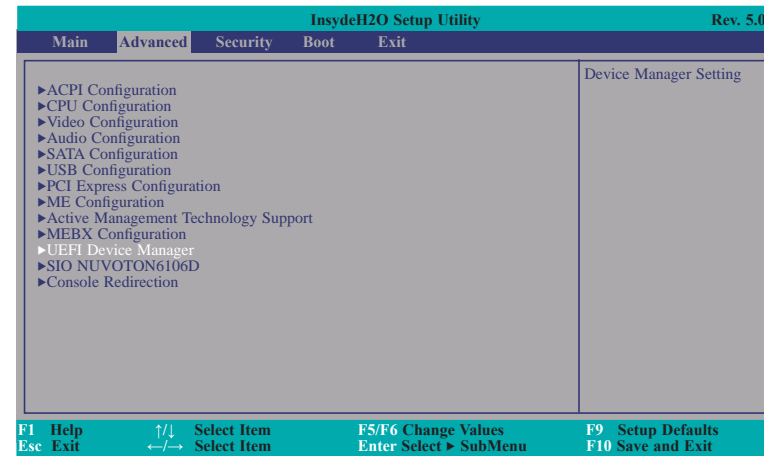 InsydeH2O Setup Utility Rev. 5.0
Main Advanced Security Boot Exit
Device Manager Setting
►ACPI Configuration
►CPU Configuration
►Video Configuration
►Audio Configuration
►SATA Configuration
►USB Configuration
►PCI Express Configuration
►ME Configuration
►Active Management Technology Support
►MEBX Configuration
►UEFI Device Manager
►SIO NUVOTON6106D
►Console Redirection
F1 Help ↑/↓ Select Item F5/F6 Change Values F9 Setup Defaults
Esc Exit ←/→ Select Item Enter Select ► SubMenu F10 Save and Exit